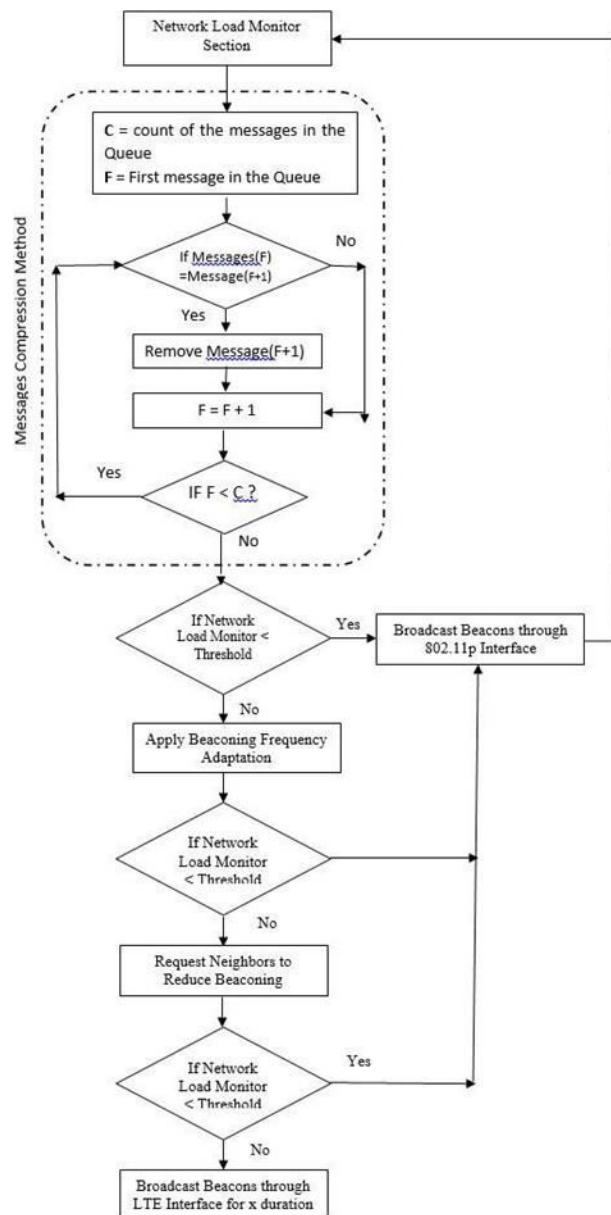 Network Load Monitor
Section
Messages Compression Method
C = count of the messages in the
Queue
F = First message in the Queue
If Messages(F)
=Message(F+1)
No
Yes
Remove Message(F+1)
F = F + 1
Yes
IF F < C ?
No
If Network
Load Monitor <
Threshold
Yes
Broadcast Beacons through
802.11p Interface
No
Apply Beaconing Frequency
Adaptation
If Network
Load Monitor
< Threshold
No
Request Neighbors to
Reduce Beaconing
If Network
Load Monitor
< Threshold
Yes
No
Broadcast Beacons through
LTE Interface for x duration